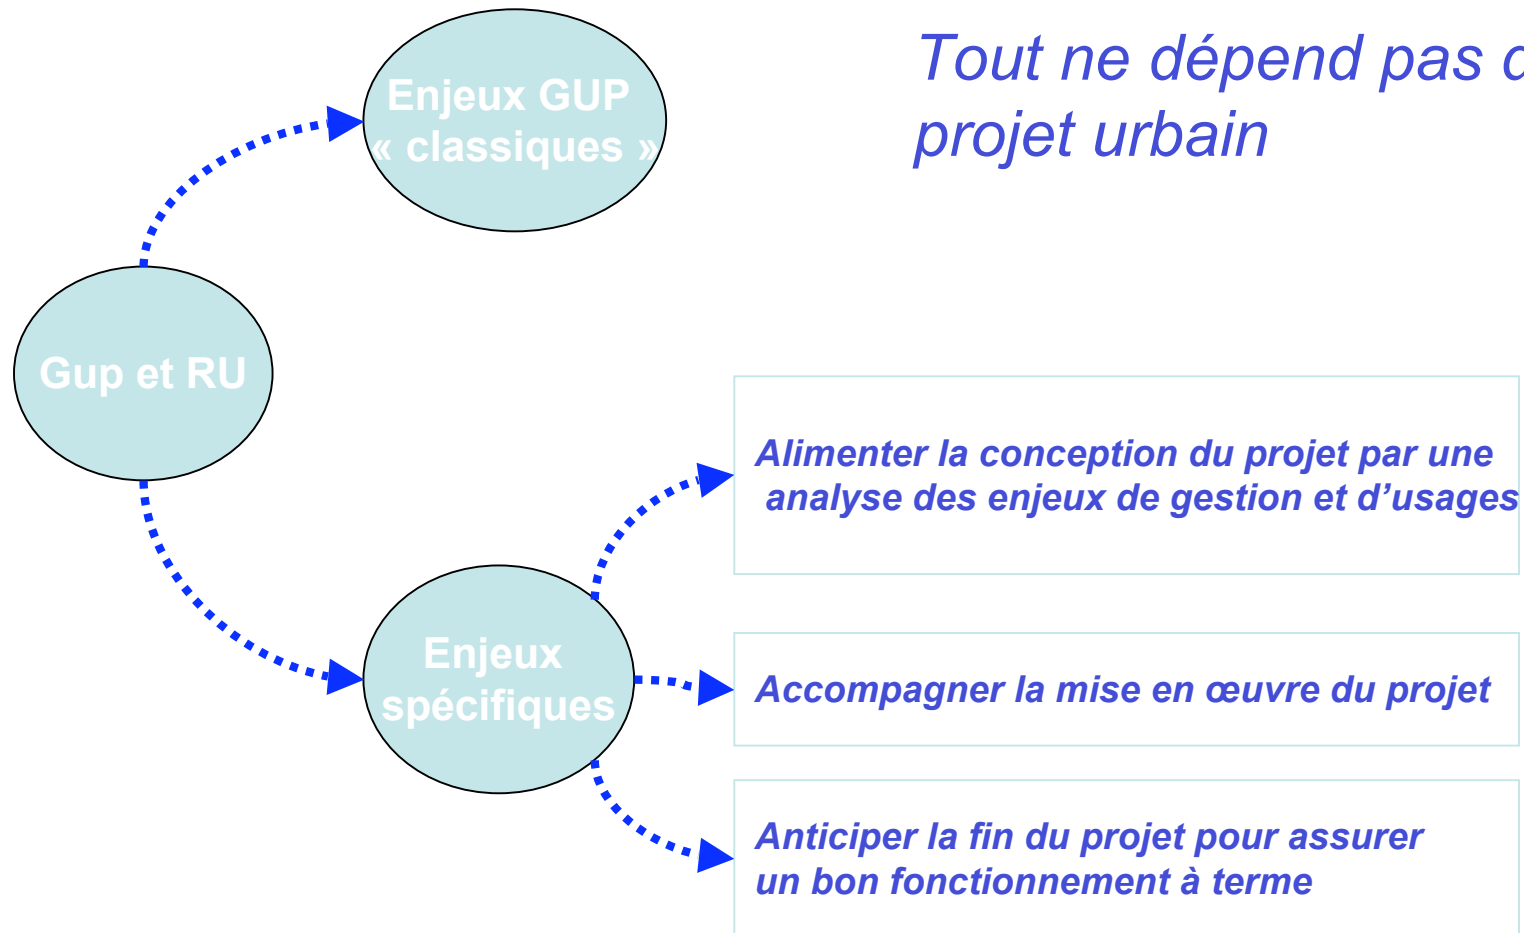 Tout ne dépend pas
projet urbain
Enjeux GUP
« classiques »
Gup et RU
Enjeux
spécifiques
Alimenter la conception du projet par une
analyse des enjeux de gestion et d’usages
Accompagner la mise en œuvre du projet
Anticiper la fin du projet pour assurer
un bon fonctionnement à terme